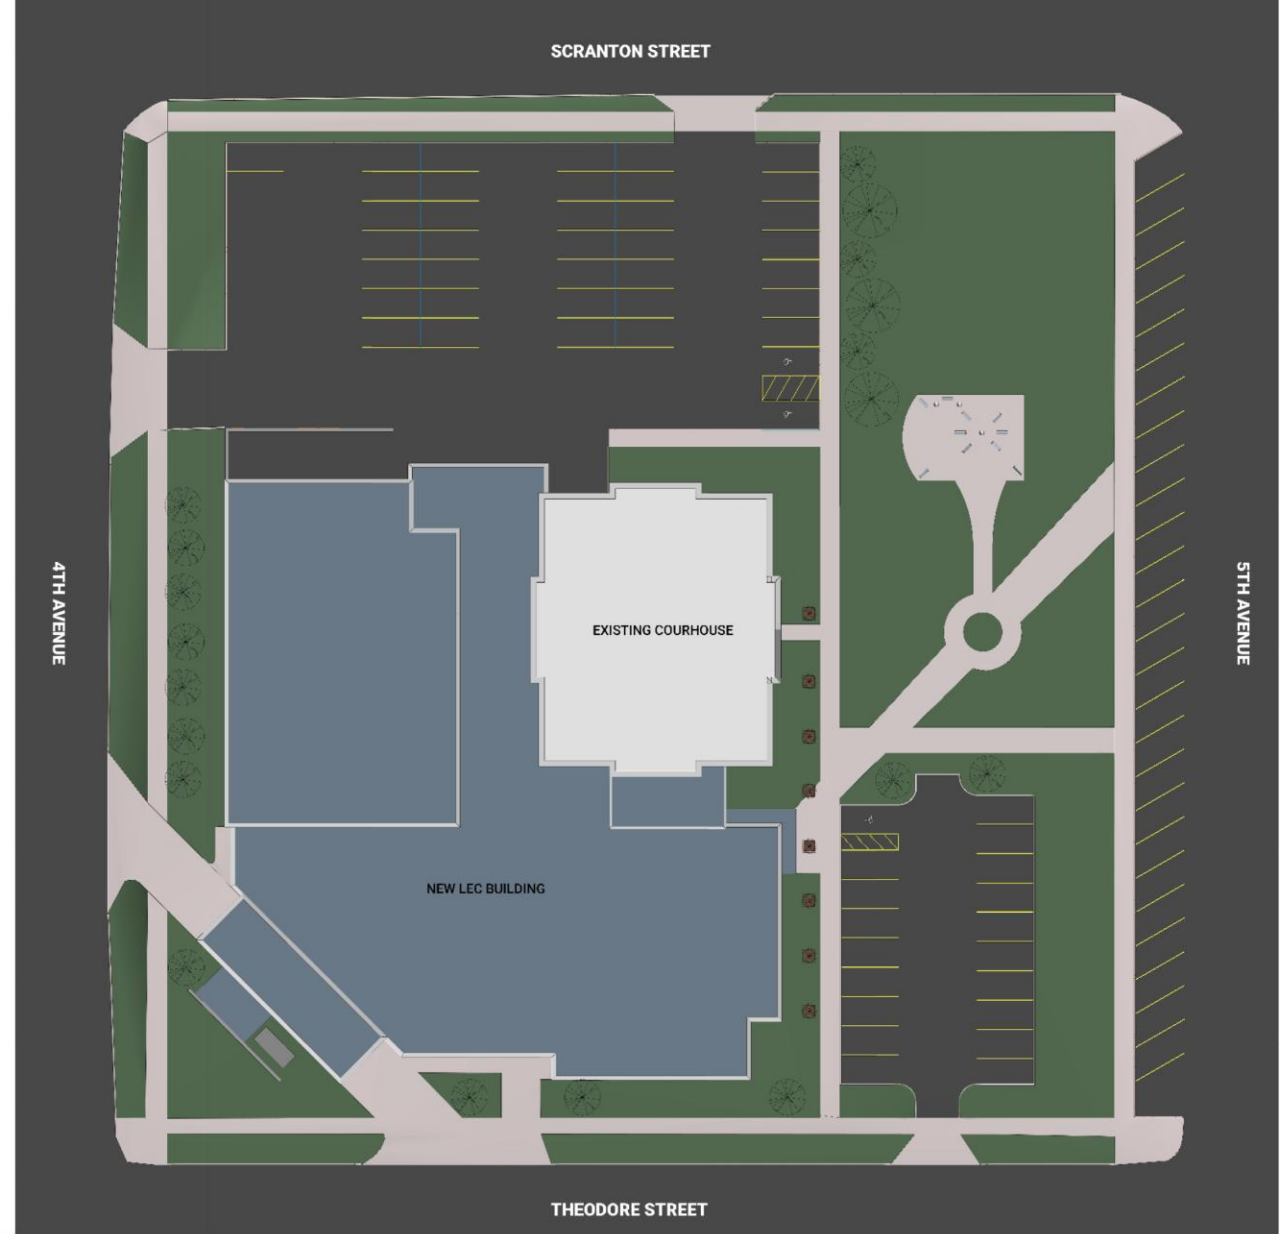 SCRANTON STREET
4TH AVENUE
5TH AVENUE
EXISTING COURHOUSE
NEW LEC BUILDING
THEODORE STREET